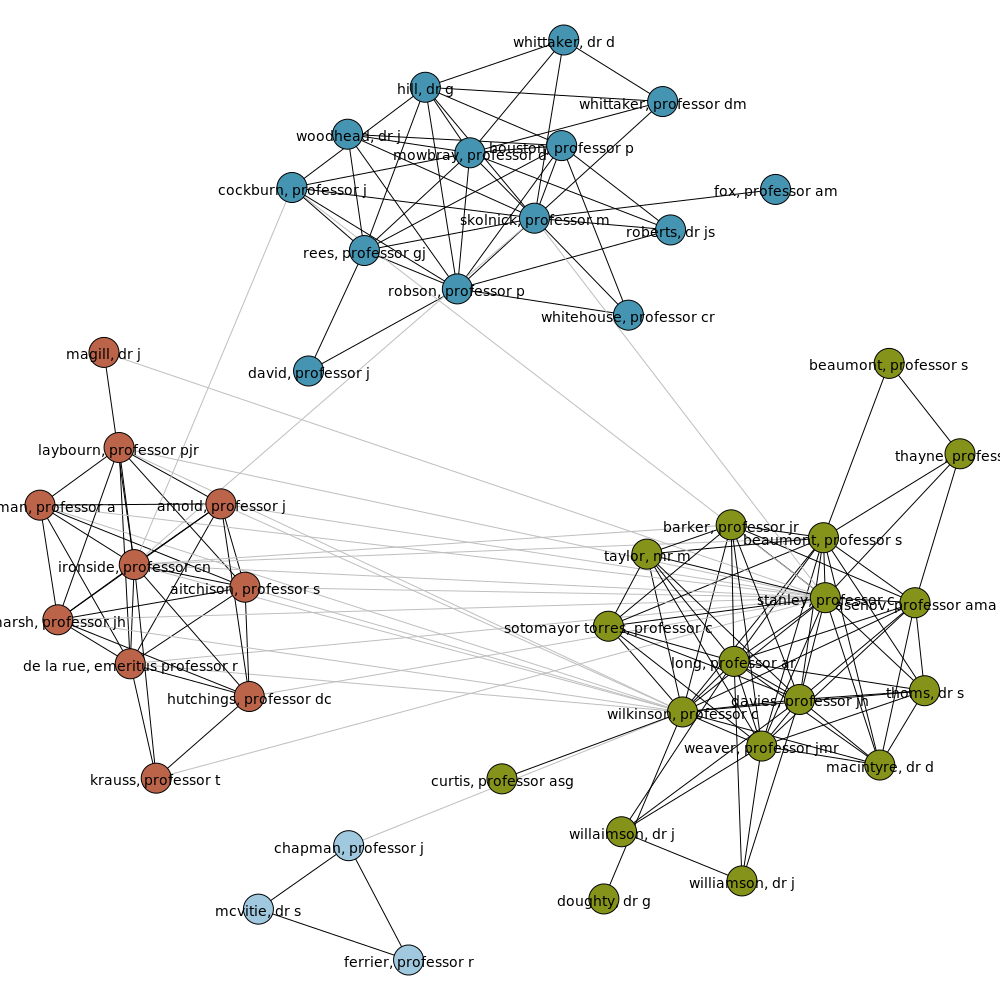 whittaker, dr d
hill, dr g
whittaker, professor dm
woodhead, dr j
mowbray, professor d
houston, professor p
cockburn, professor j
fox, professor am
skolnick, professor m
roberts, dr js
rees, professor gj
robson, professor p
whitehouse, professor cr
david, professor j
magill, dr j
beaumont, professor s
laybourn, professor pjr
thayne, profess
man, professor a
arnold, professor j
barker, professor jr
beaumont, professor s
taylor, mr m
ironside, professor cn
aitchison, professor s
stanley, professor c
asenov, professor ama
marsh, professor jh
sotomayor torres, professor c
de la rue, emeritus professor r
long, professor ar
hutchings, professor dc
davies, professor jh
thoms, dr s
wilkinson, professor c
weaver, professor jmr
macintyre, dr d
krauss, professor t
curtis, professor asg
willaimson, dr j
chapman, professor j
williamson, dr j
doughty, dr g
mcvitie, dr s
ferrier, professor r